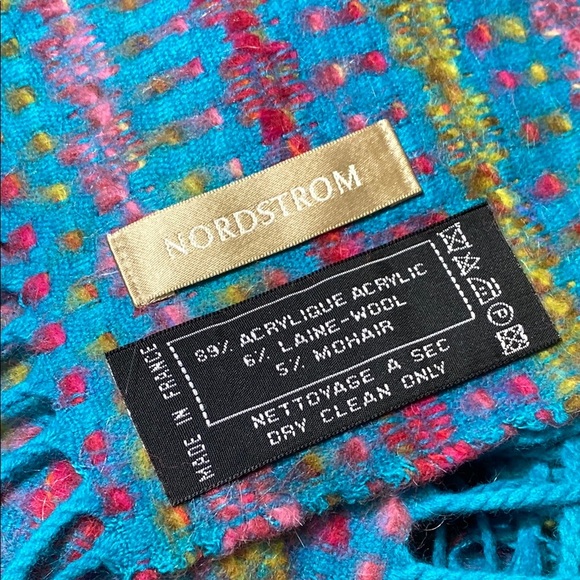 NORDSTROM
MADE IN FRANCE
89% ACRYLIQUE ACRYLIC
6% LAINE-WOOL
5% MOHAIR
NETTOYAGE A SEC
DRY CLEAN ONLY
P